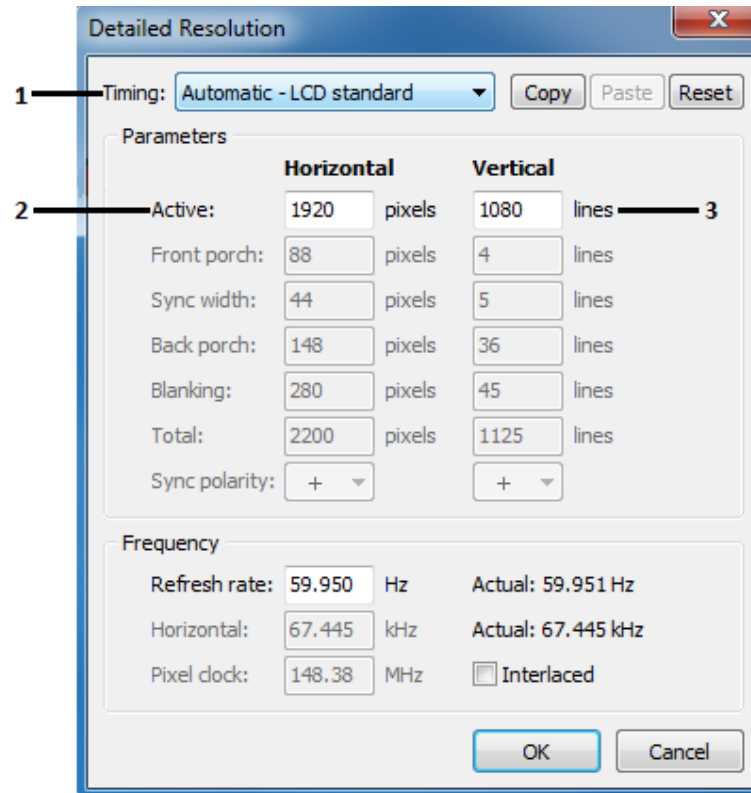 Detailed Resolution
X
1 Timing: Automatic - LCD standard Copy Paste Reset
Parameters
Horizontal Vertical
2 Active: 1920 pixels 1080 lines 3
Front porch: 88 pixels 4 lines
Sync width: 44 pixels 5 lines
Back porch: 148 pixels 36 lines
Blanking: 280 pixels 45 lines
Total: 2200 pixels 1125 lines
Sync polarity: + +
Frequency
Refresh rate: 59.950 Hz Actual: 59.951 Hz
Horizontal: 67.445 kHz Actual: 67.445 kHz
Pixel clock: 148.38 MHz Interlaced
OK Cancel